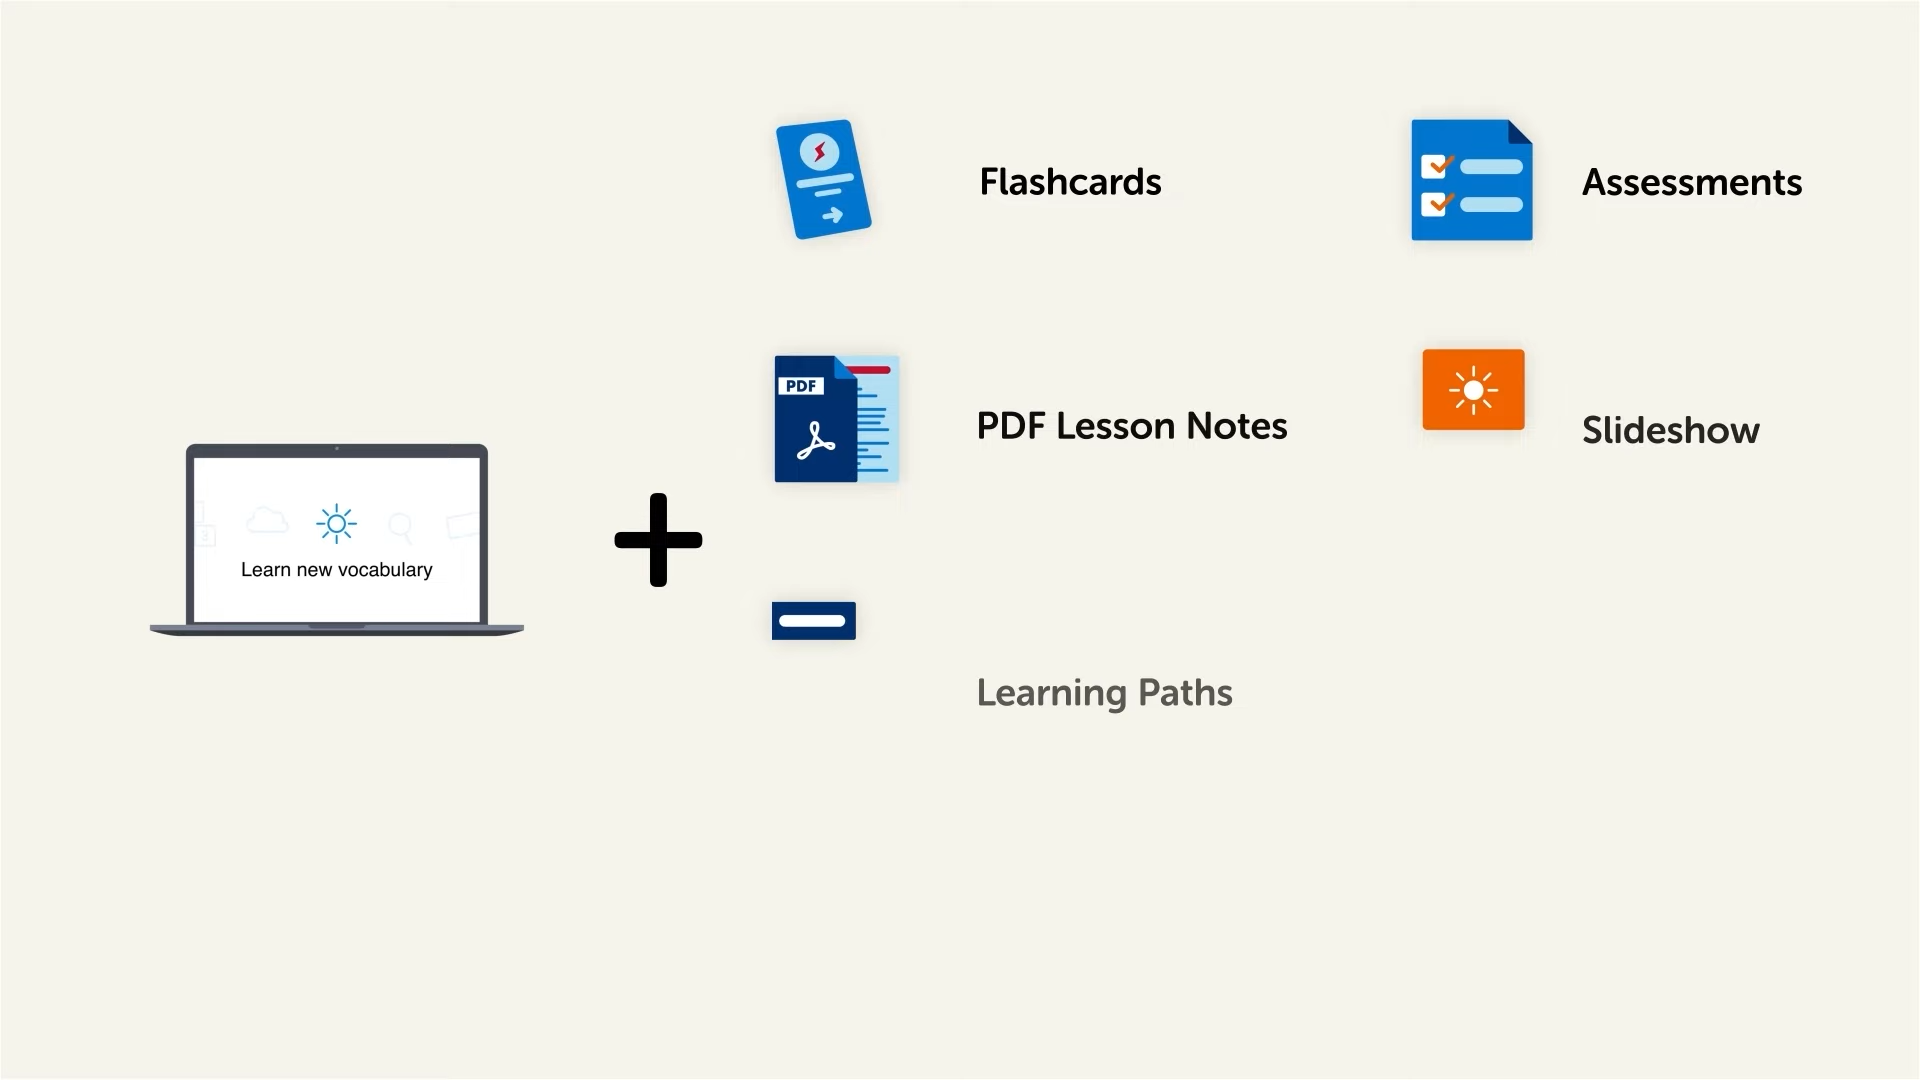 Flashcards
Assessments
PDF
PDF Lesson Notes
Slideshow
Learn new vocabulary
Learning Paths